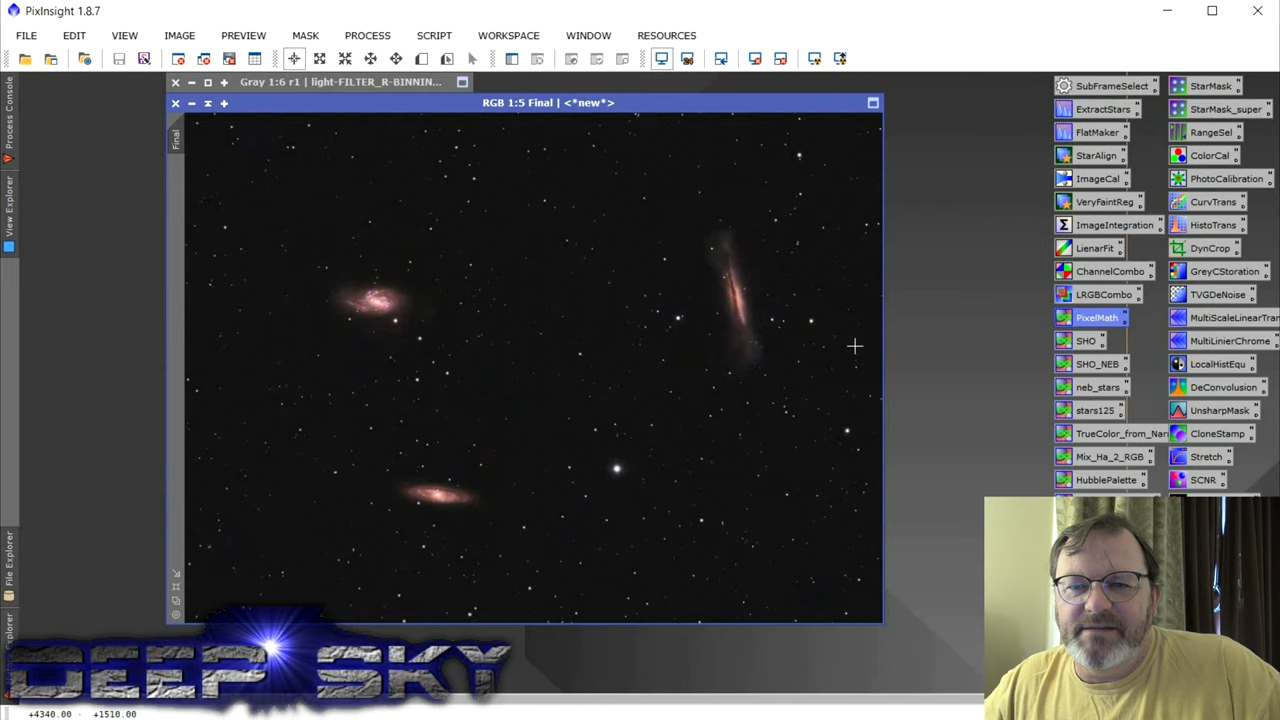 PixInsight 1.8.7
FILE EDIT VIEW IMAGE PREVIEW MASK PROCESS SCRIPT WORKSPACE WINDOW RESOURCES
Process Console
View Explorer
File Explorer
Explorer
Gray 1:6 r1 | light-FILTER_R-BINNIN...
RGB 1:5 Final | <*new*>
Final
SubFrameSelect StarMask
ExtractStars StarMask_super
FlatMaker RangeSel
StarAlign ColorCal
ImageCal PhotoCalibration
VeryFaintReg CurvTrans
ImageIntegration HistoTrans
LienarFit DynCrop
ChannelCombo GreyCStoration
LRGBCombo TVGDeNoise
PixelMath MultiScaleLinearTran
SHO MultiLinierChrome
SHO_NEB LocalHistEqu
neb_stars DeConvolusion
stars125 UnsharpMask
TrueColor_from_Nar CloneStamp
Mix_Ha_2_RGB Stretch
HubblePalette SCNR
DEEP SKY
+4340.00 · +1510.00